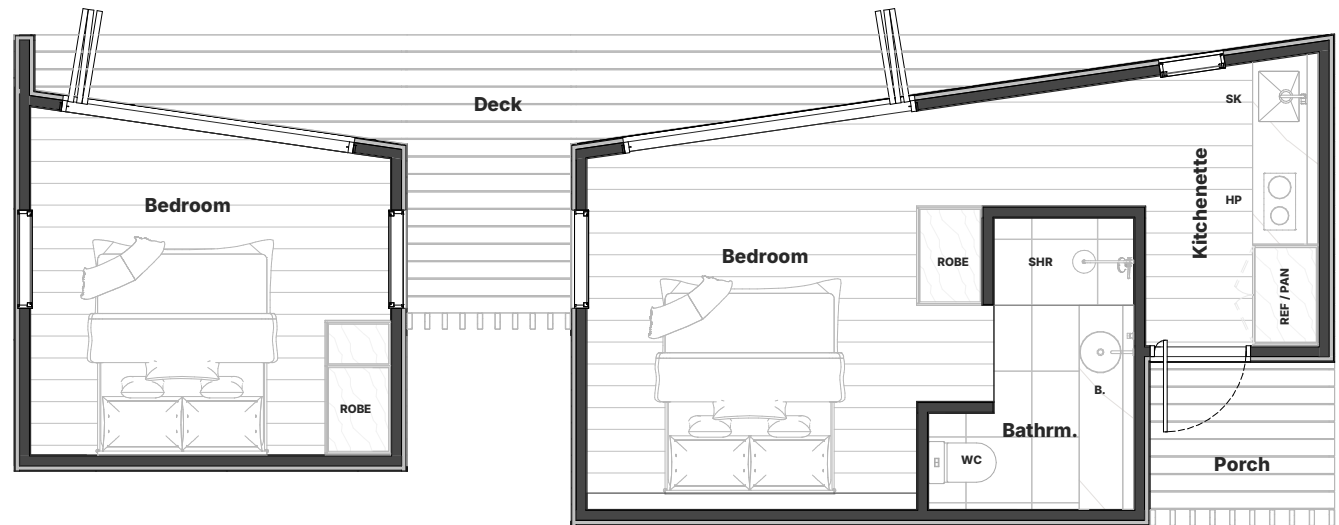 Deck
SK
Kitchenette
HP
Bedroom
Bedroom
ROBE
SHR
REF / PAN
ROBE
B.
Bathrm.
WC
Porch